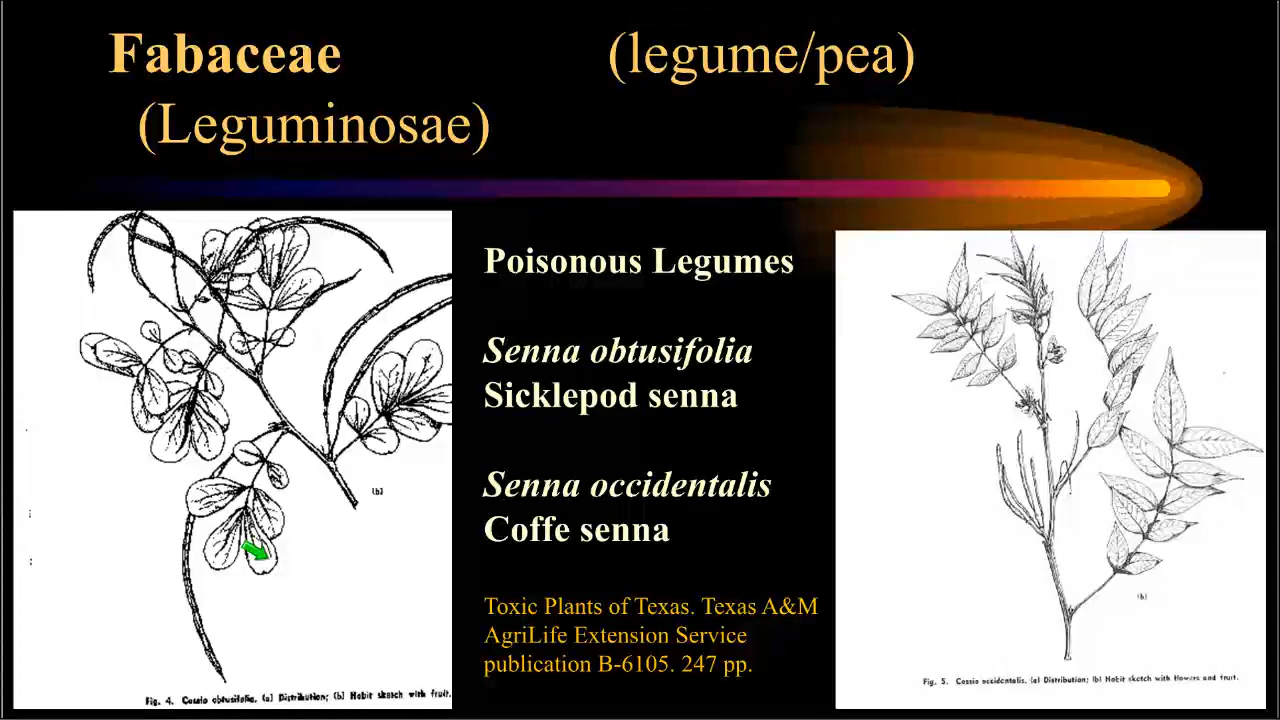 Fabaceae (legume/pea)
(Leguminosae)
Poisonous Legumes
Senna obtusifolia
Sicklepod senna
Senna occidentalis
Coffe senna
Toxic Plants of Texas. Texas A&M
AgriLife Extension Service
publication B-6105. 247 pp.
(b)
Fig. 4. Cassia obtusifolia. (a) Distribution; (b) Habit sketch with fruit.
(b)
Fig. 5. Cassia occidentalis. (a) Distribution; (b) Habit sketch with flowers and fruit.